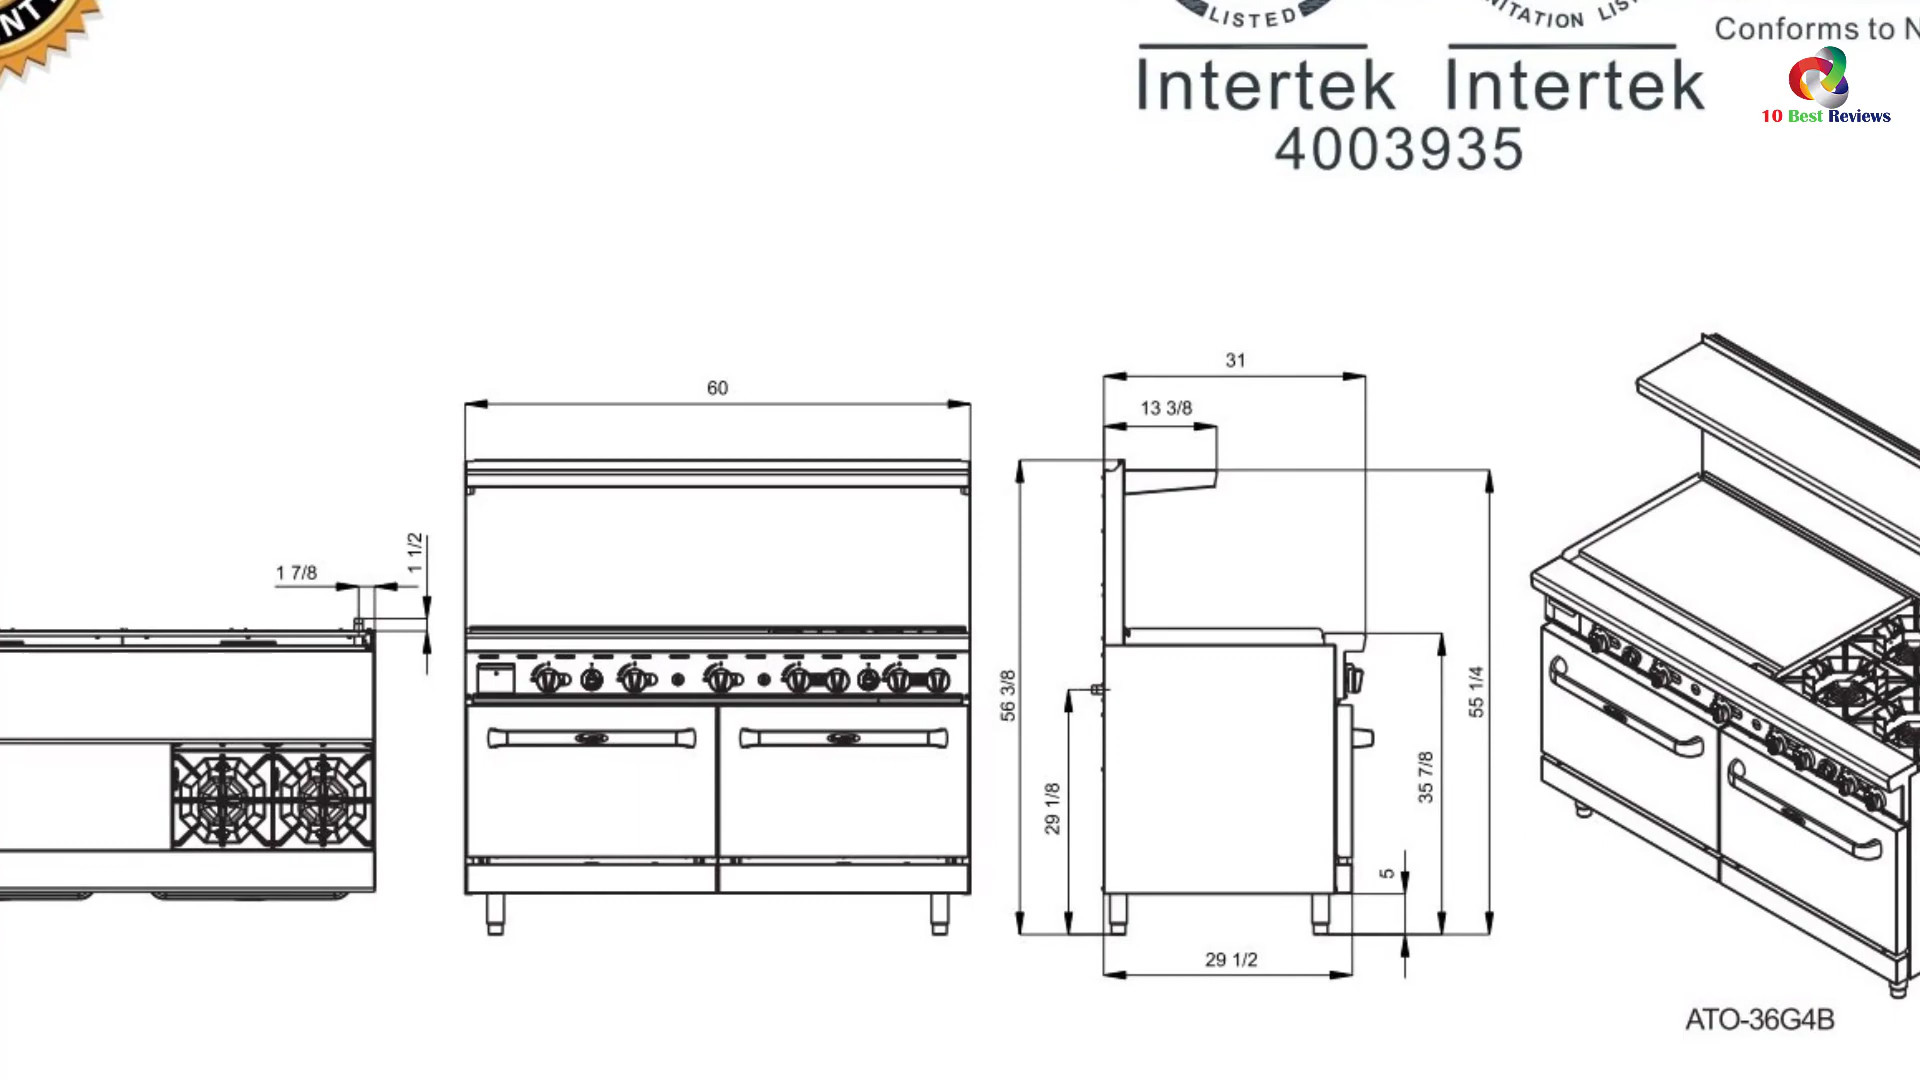 LISTED
Conforms to
Intertek Intertek
4003935
10 Best Reviews
31
60
13 3/8
1 1/2
1 7/8
56 3/8
55 1/4
29 1/8
35 7/8
5
29 1/2
ATO-36G4B